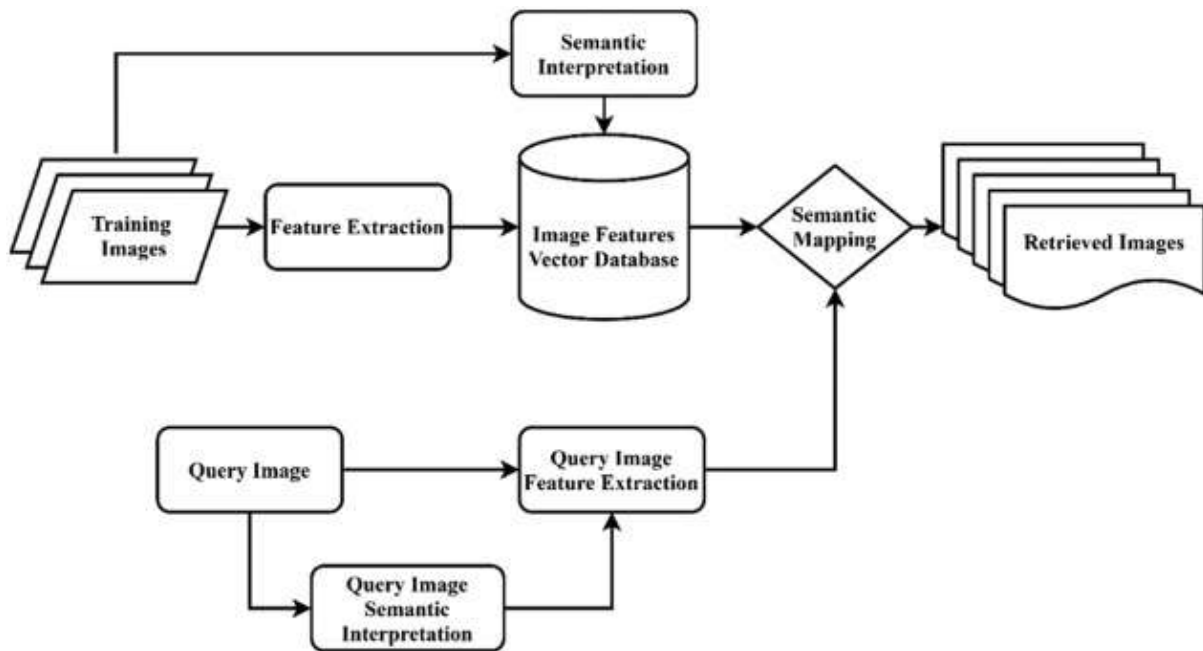 Semantic
Interpretation
Training
Images
Feature Extraction
Image Features
Vector Database
Semantic
Mapping
Retrieved Images
Query Image
Query Image
Feature Extraction
Query Image
Semantic
Interpretation